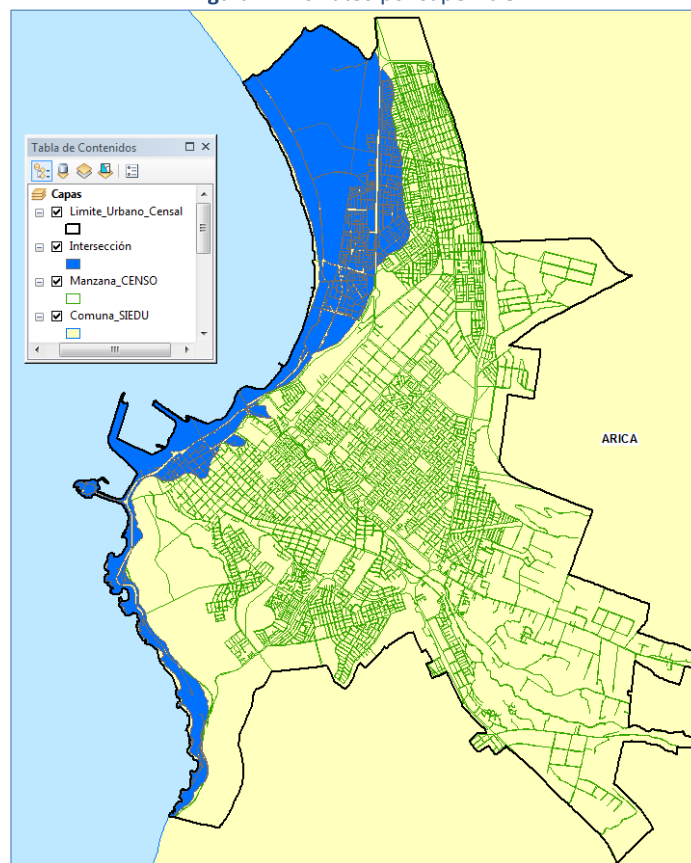 Tabla de Contenidos
Capas
Limite_Urbano_Censal
Intersección
Manzana_CENSO
Comuna_SIEDU
ARICA